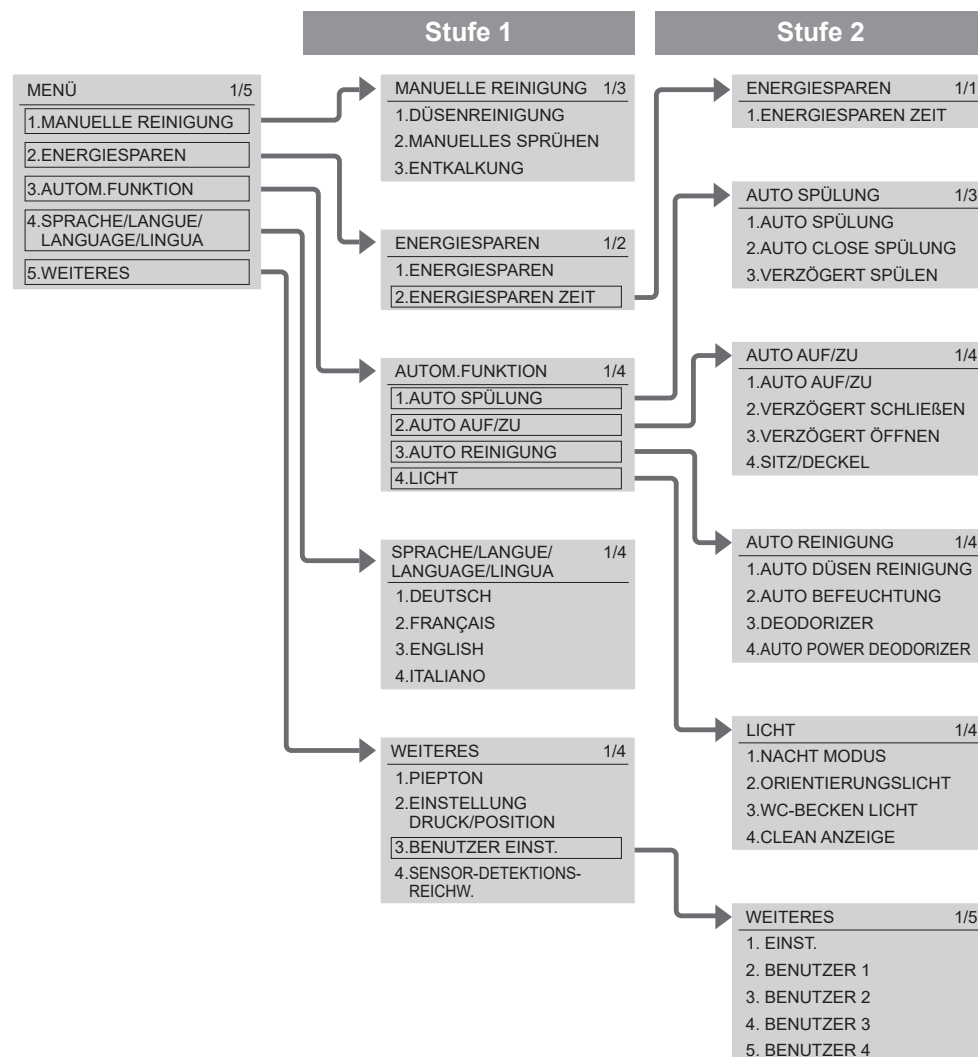 Stufe 1
Stufe 2
MENÜ 1/5
1.MANUELLE REINIGUNG
2.ENERGIESPAREN
3.AUTOM.FUNKTION
4.SPRACHE/LANGUE/
LANGUAGE/LINGUA
5.WEITERES
MANUELLE REINIGUNG 1/3
1.DÜSENREINIGUNG
2.MANUELLES SPRÜHEN
3.ENTKALKUNG
ENERGIESPAREN 1/2
1.ENERGIESPAREN
2.ENERGIESPAREN ZEIT
AUTOM.FUNKTION 1/4
1.AUTO SPÜLUNG
2.AUTO AUF/ZU
3.AUTO REINIGUNG
4.LICHT
SPRACHE/LANGUE/ 1/4
LANGUAGE/LINGUA
1.DEUTSCH
2.FRANÇAIS
3.ENGLISH
4.ITALIANO
WEITERES 1/4
1.PIEPTON
2.EINSTELLUNG
DRUCK/POSITION
3.BENUTZER EINST.
4.SENSOR-DETEKTIONS-
REICHW.
ENERGIESPAREN 1/1
1.ENERGIESPAREN ZEIT
AUTO SPÜLUNG 1/3
1.AUTO SPÜLUNG
2.AUTO CLOSE SPÜLUNG
3.VERZÖGERT SPÜLEN
AUTO AUF/ZU 1/4
1.AUTO AUF/ZU
2.VERZÖGERT SCHLIEßEN
3.VERZÖGERT ÖFFNEN
4.SITZ/DECKEL
AUTO REINIGUNG 1/4
1.AUTO DÜSEN REINIGUNG
2.AUTO BEFEUCHTUNG
3.DEODORIZER
4.AUTO POWER DEODORIZER
LICHT 1/4
1.NACHT MODUS
2.ORIENTIERUNGSLICHT
3.WC-BECKEN LICHT
4.CLEAN ANZEIGE
WEITERES 1/5
1. EINST.
2. BENUTZER 1
3. BENUTZER 2
4. BENUTZER 3
5. BENUTZER 4